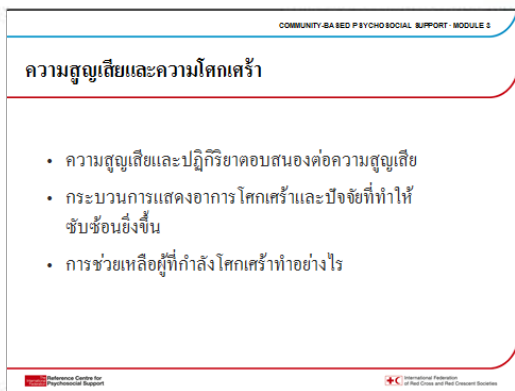 COMMUNITY-BASED PSYCHOSOCIAL SUPPORT · MODULE 3
ความสูญเสียและความโศกเศร้า
• ความสูญเสียและปฏิกิริยาตอบสนองต่อความสูญเสีย
• กระบวนการแสดงอาการโศกเศร้าและปัจจัยที่ทำให้
ซับซ้อนยิ่งขึ้น
• การช่วยเหลือผู้ที่กำลังโศกเศร้าทำอย่างไร
Reference Centre for
Psychosocial Support
International Federation
of Red Cross and Red Crescent Societies